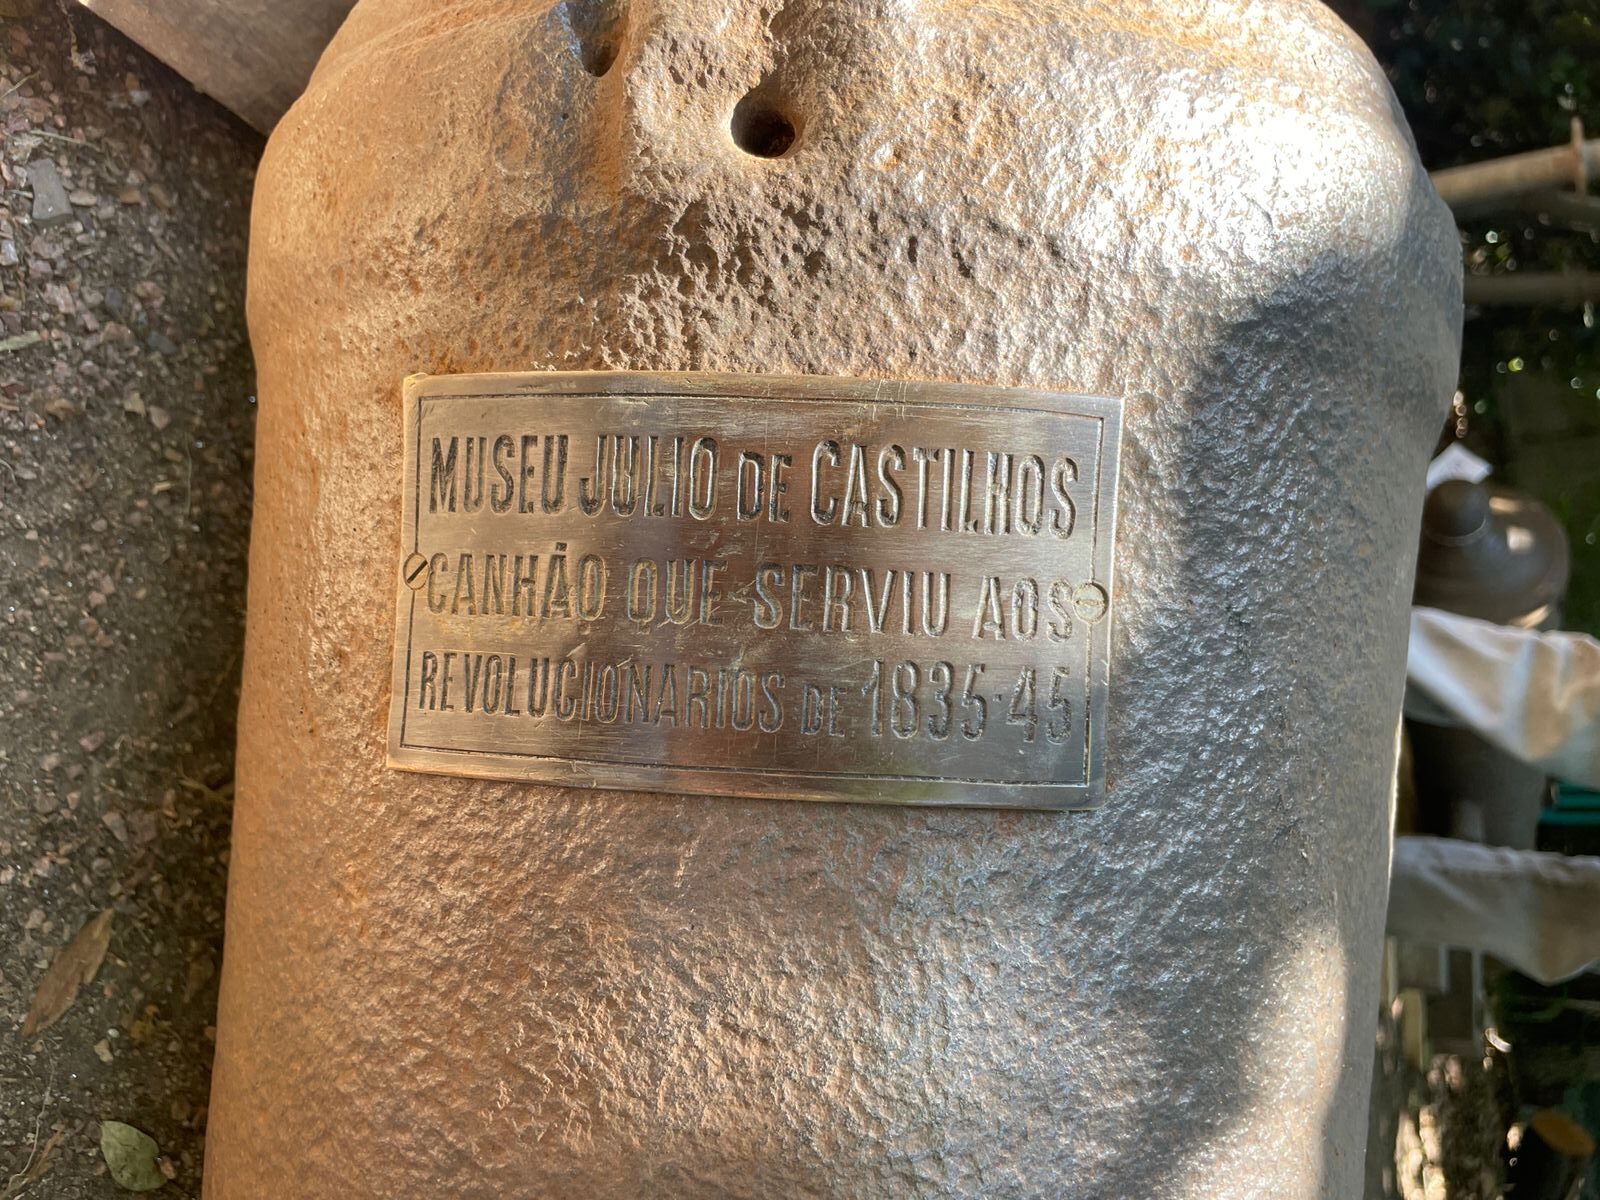 MUSEU JULIO DE CASTILHOS
CANHÃO QUE SERVIU AOS
REVOLUCIONARIOS DE 1835-45